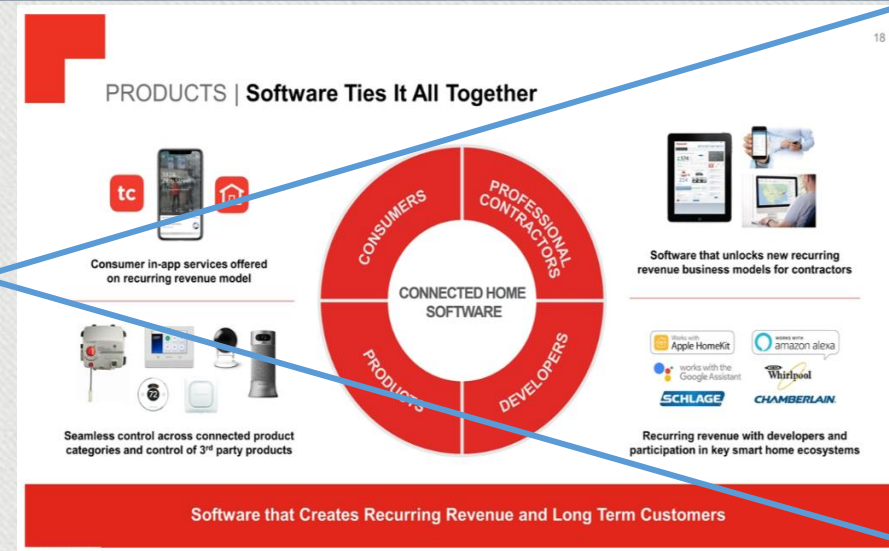 18
PRODUCTS | Software Ties It All Together
tc
Consumer in-app services offered
on recurring revenue model
CONSUMERS
PROFESSIONAL
CONTRACTORS
CONNECTED HOME
SOFTWARE
PRODUCTS
DEVELOPERS
Software that unlocks new recurring
revenue business models for contractors
72
Seamless control across connected product
categories and control of 3rd party products
Works with
Apple HomeKit
WORKS WITH
amazon alexa
works with the
Google Assistant
Whirlpool
SCHLAGE
CHAMBERLAIN
Recurring revenue with developers and
participation in key smart home ecosystems
Software that Creates Recurring Revenue and Long Term Customers